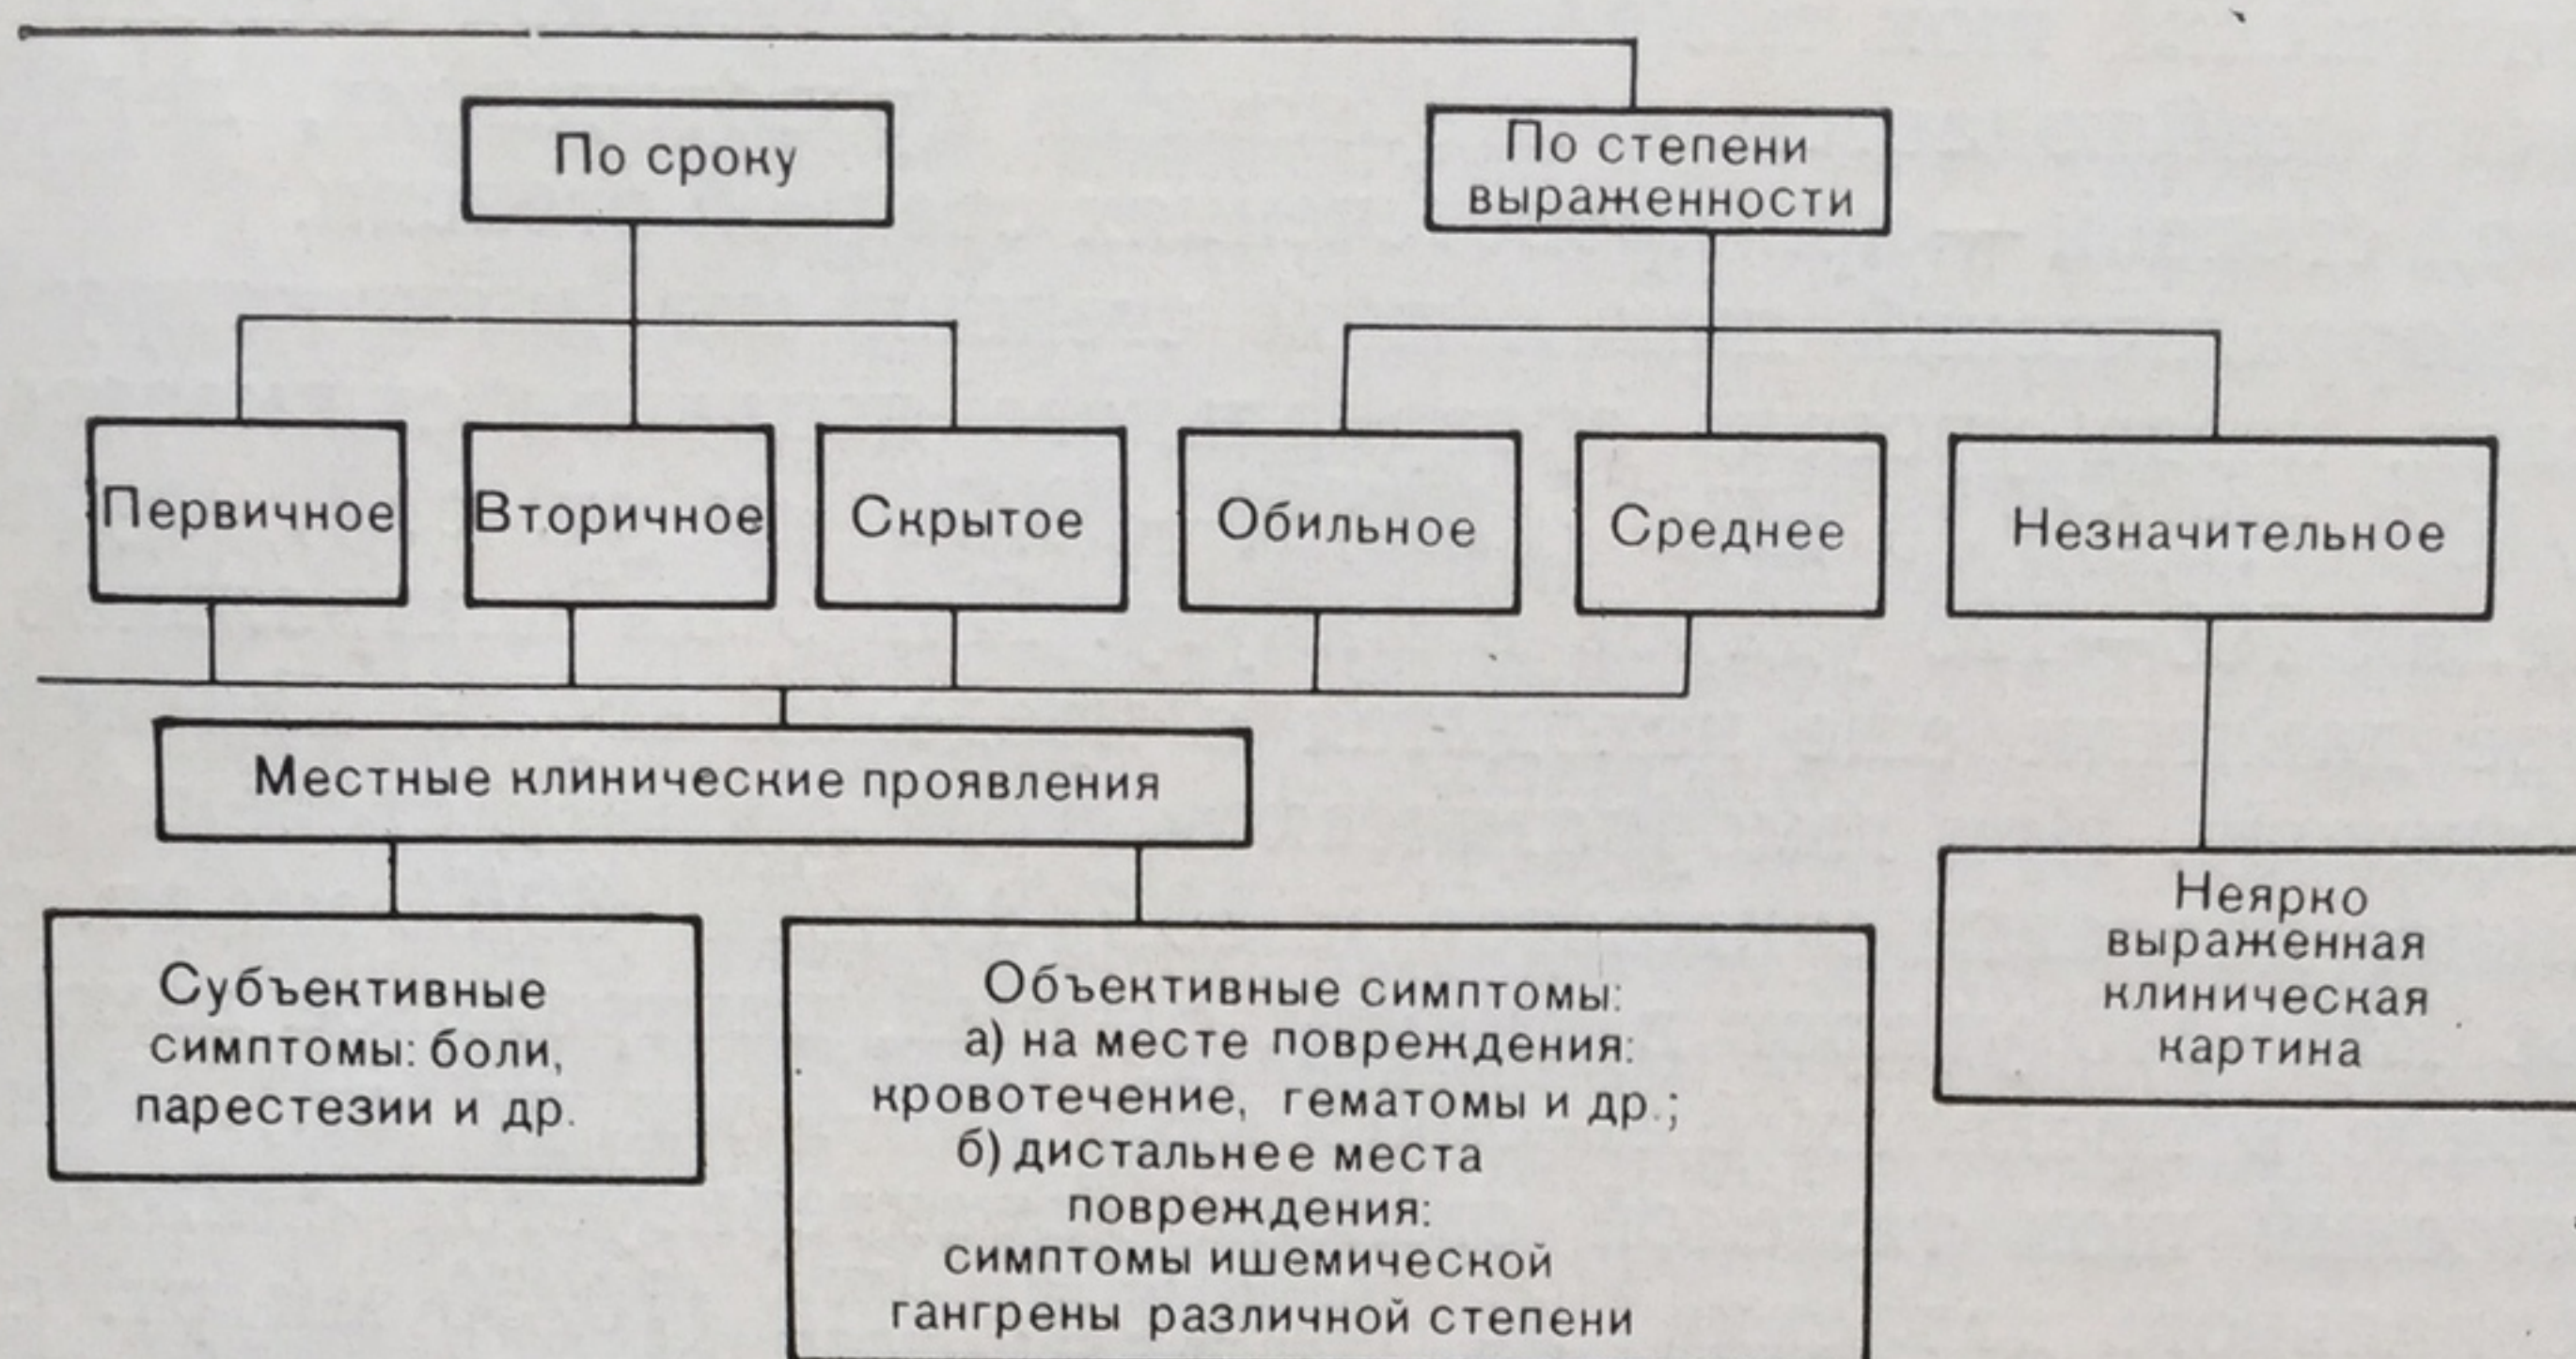 По сроку
По степени
выраженности
Первичное
Вторичное
Скрытое
Обильное
Среднее
Незначительное
Местные клинические проявления
Субъективные
симптомы: боли,
парестезии и др.
Объективные симптомы:
а) на месте повреждения:
кровотечение, гематомы и др.;
б) дистальнее места
повреждения:
симптомы ишемической
гангрены различной степени
Неярко
выраженная
клиническая
картина